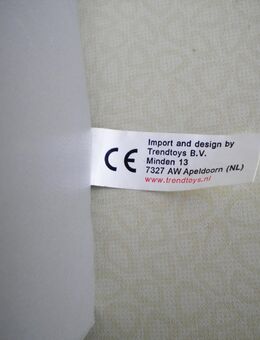 CE
Import and design by
Trendtoys B.V.
Minden 13
7327 AW Apeldoorn (NL)
www.trendtoys.nl